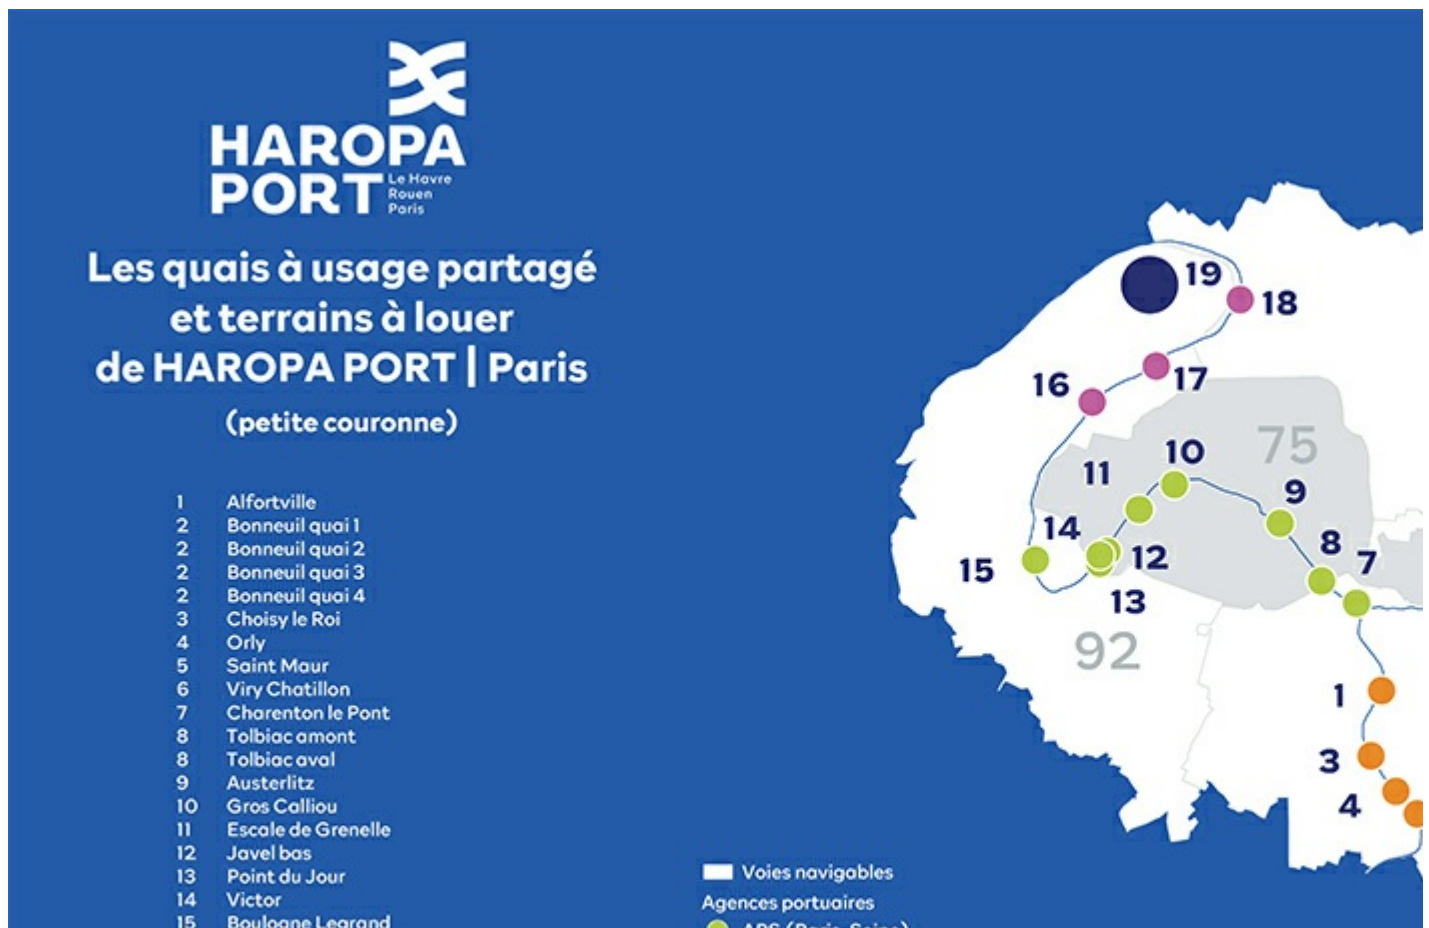 HAROPA
PORT
Le Havre
Rouen
Paris
Les quais à usage partagé
et terrains à louer
de HAROPA PORT | Paris
(petite couronne)
1 Alfortville
2 Bonneuil quai 1
2 Bonneuil quai 2
2 Bonneuil quai 3
2 Bonneuil quai 4
3 Choisy le Roi
4 Orly
5 Saint Maur
6 Viry Chatillon
7 Charenton le Pont
8 Tolbiac amont
8 Tolbiac aval
9 Austerlitz
10 Gros Calliou
11 Escale de Grenelle
12 Javel bas
13 Point du Jour
14 Victor
15 Boulogne Legrand
19
18
17
16
75
10
11
9
14
8
7
12
15
13
92
1
3
4
Voies navigables
Agences portuaires
APS (Paris-Seine)